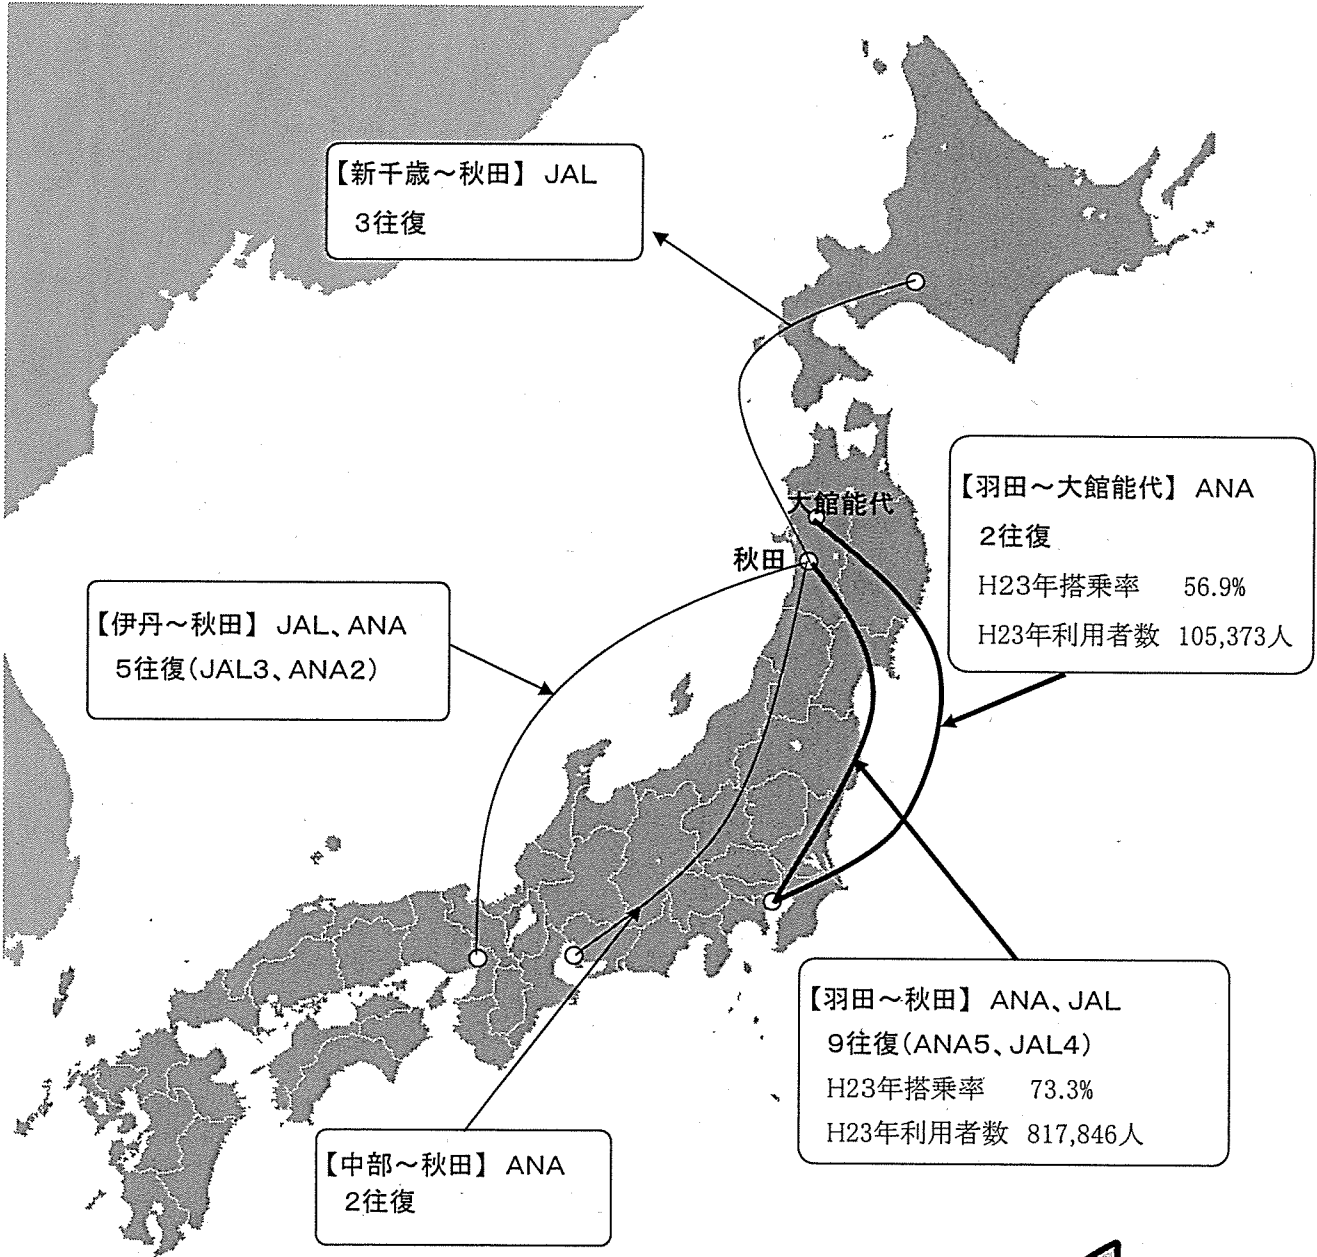 【新千歳～秋田】 JAL
3往復
【羽田～大館能代】 ANA
2往復
H23年搭乗率 56.9%
H23年利用者数 105,373人
大館能代
秋田
【伊丹～秋田】 JAL、ANA
5往復(JAL3、ANA2)
【羽田～秋田】 ANA、JAL
9往復(ANA5、JAL4)
H23年搭乗率 73.3%
H23年利用者数 817,846人
【中部～秋田】 ANA
2往復